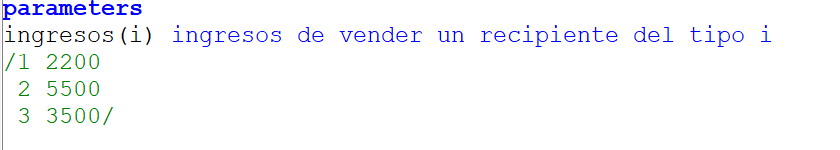 parameters
ingresos(i) ingresos de vender un recipiente del tipo i
/1 2200
2 5500
3 3500/